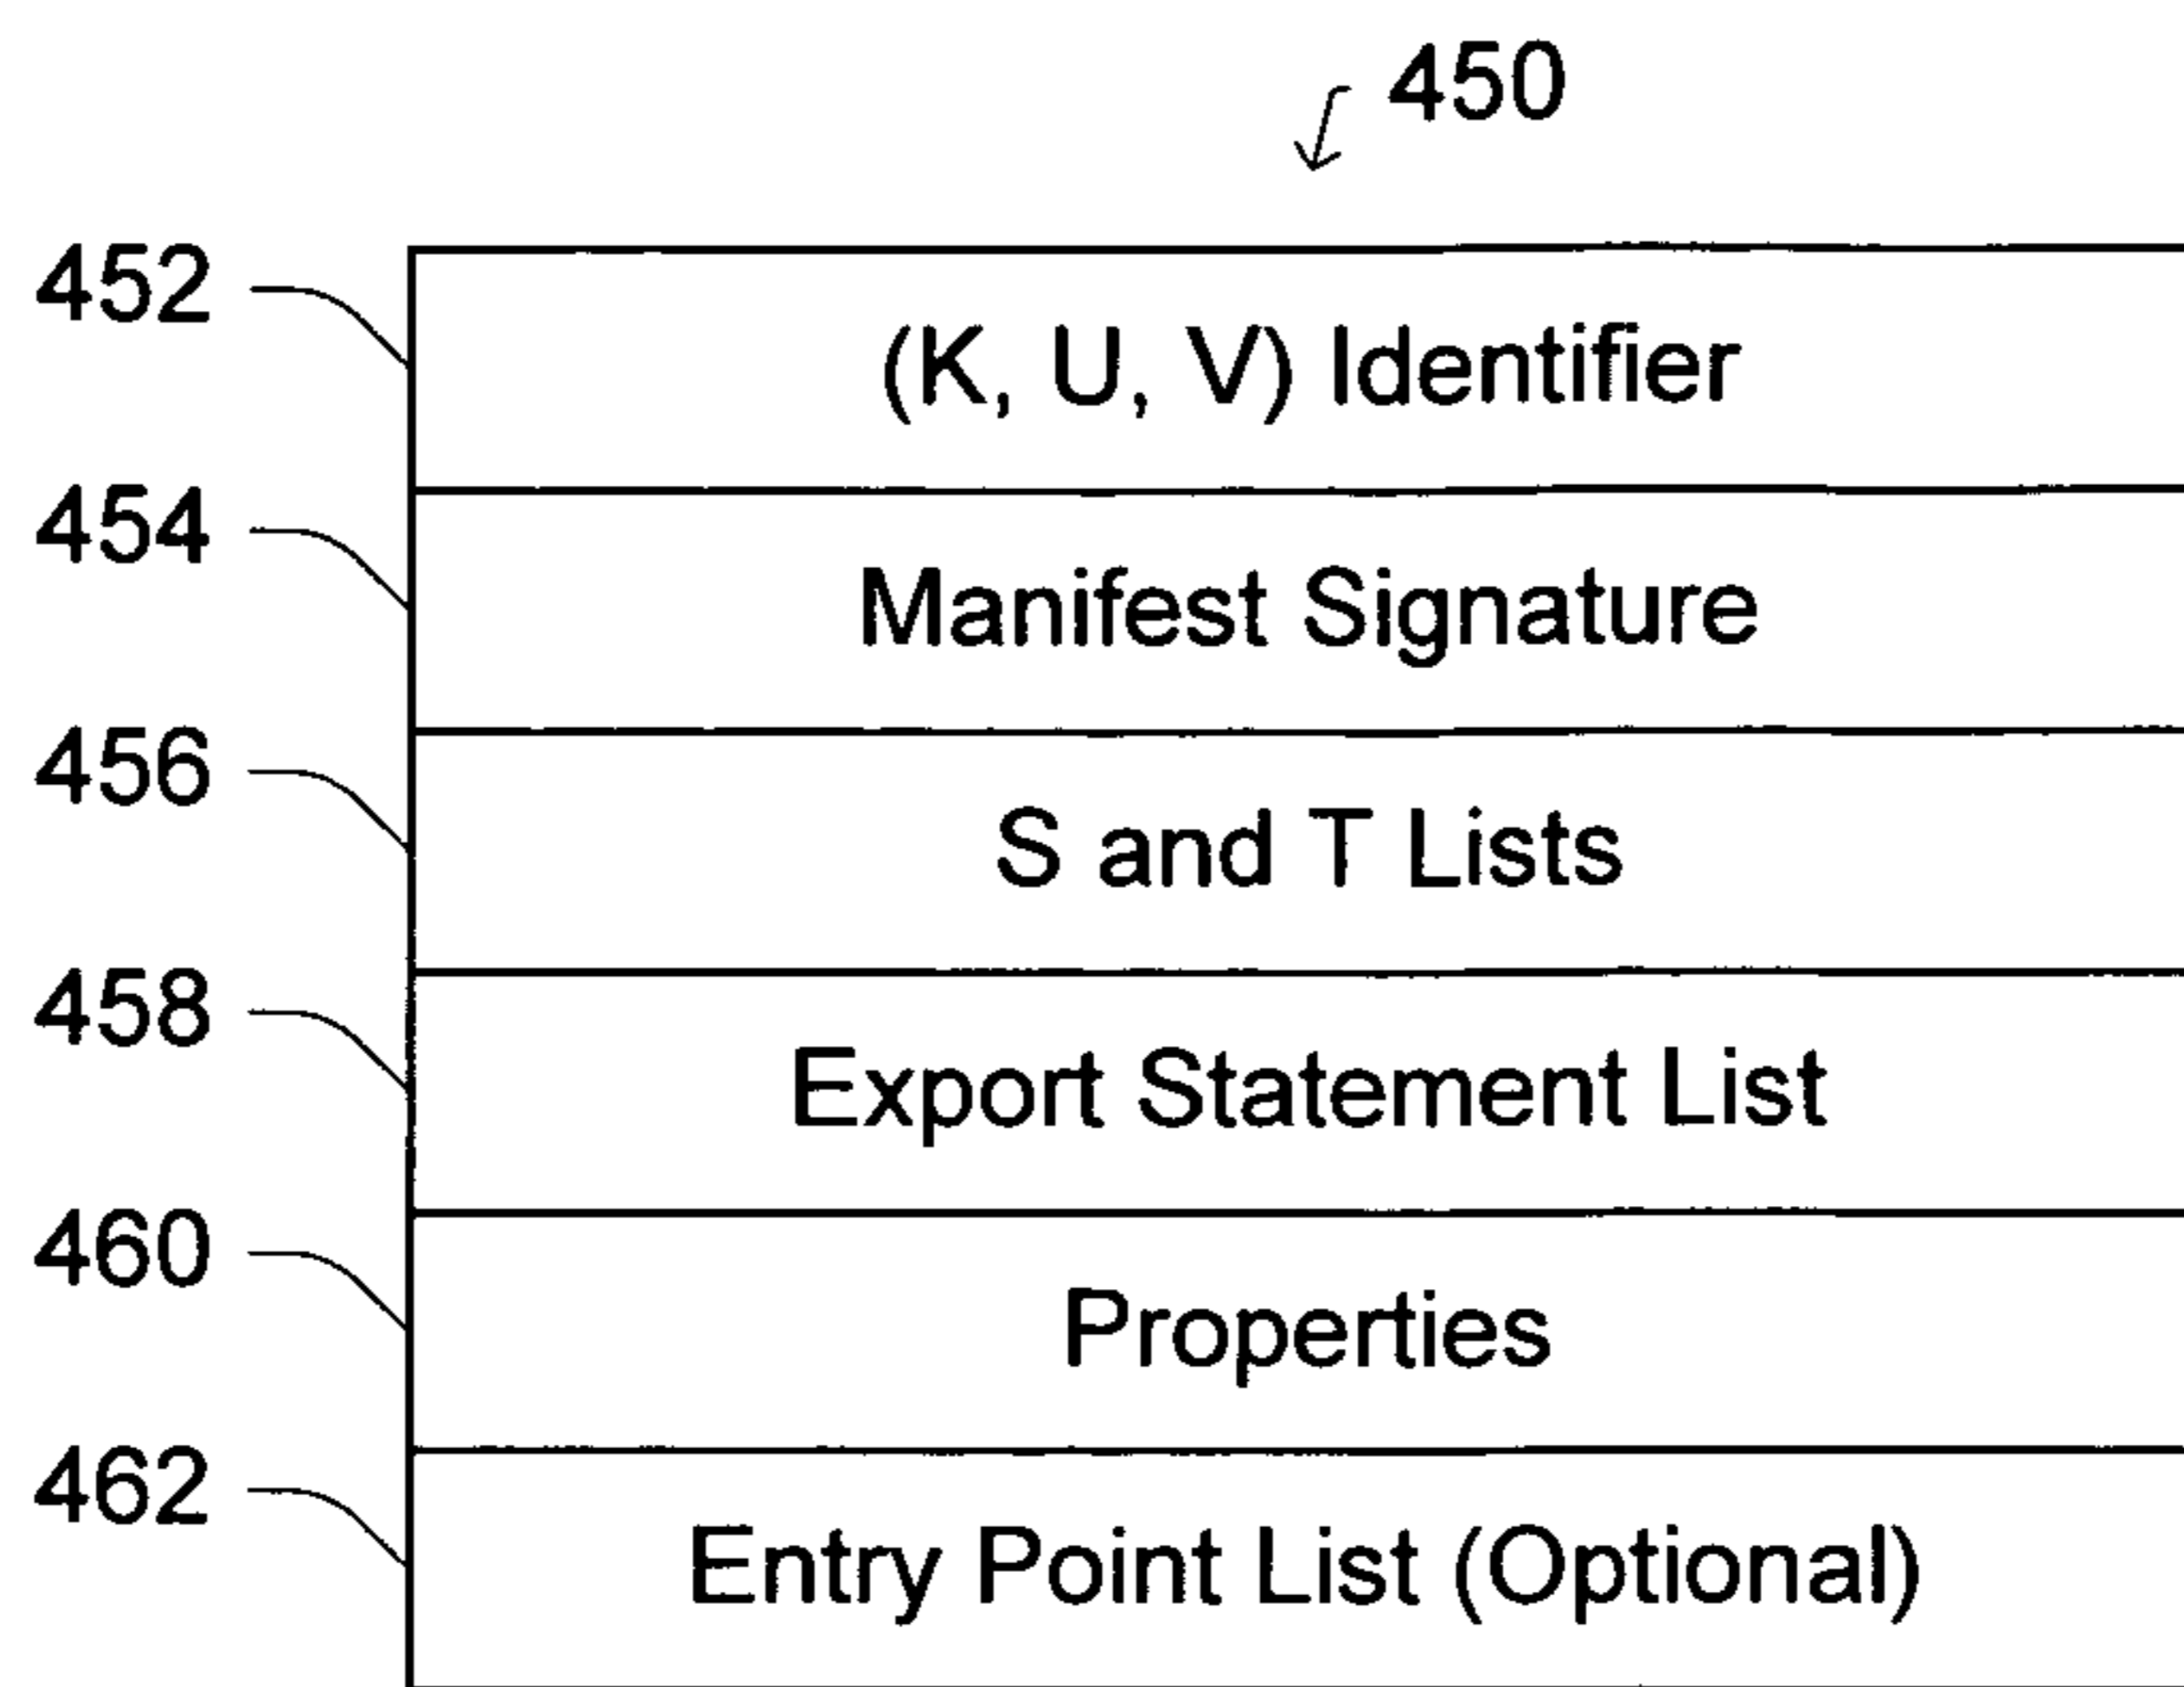 450
452 (K, U, V) Identifier
454 Manifest Signature
456 S and T Lists
458 Export Statement List
460 Properties
462 Entry Point List (Optional)